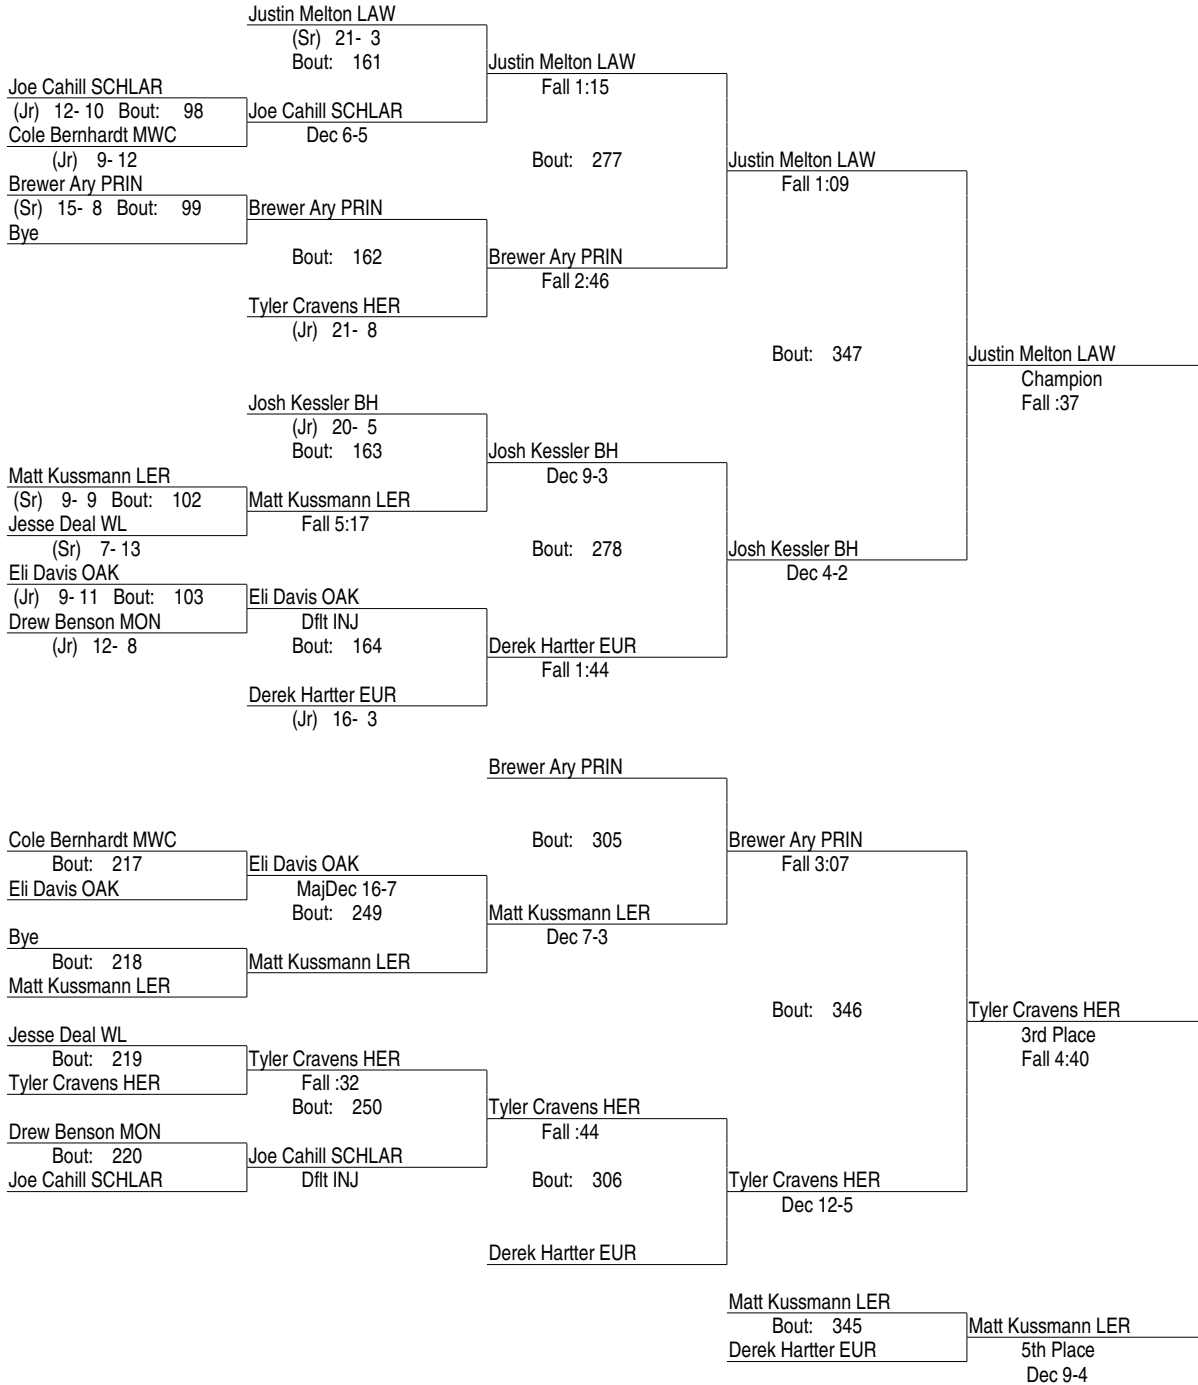 Justin Melton LAW
(Sr) 21- 3
Bout: 161
Justin Melton LAW
Joe Cahill SCHLAR
Fall 1:15
(Jr) 12- 10 Bout: 98
Joe Cahill SCHLAR
Cole Bernhardt MWC
Dec 6-5
(Jr) 9- 12
Bout: 277
Justin Melton LAW
Brewer Ary PRIN
Fall 1:09
(Sr) 15- 8 Bout: 99
Brewer Ary PRIN
Bye
Bout: 162
Brewer Ary PRIN
Fall 2:46
Tyler Cravens HER
(Jr) 21- 8
Bout: 347
Justin Melton LAW
Champion
Fall :37
Josh Kessler BH
(Jr) 20- 5
Bout: 163
Josh Kessler BH
Matt Kussmann LER
Dec 9-3
(Sr) 9- 9 Bout: 102
Matt Kussmann LER
Jesse Deal WL
Fall 5:17
(Sr) 7- 13
Bout: 278
Josh Kessler BH
Eli Davis OAK
Dec 4-2
(Jr) 9- 11 Bout: 103
Eli Davis OAK
Drew Benson MON
Dflt INJ
(Jr) 12- 8
Bout: 164
Derek Hartter EUR
Fall 1:44
Derek Hartter EUR
(Jr) 16- 3
Brewer Ary PRIN
Cole Bernhardt MWC
Bout: 305
Brewer Ary PRIN
Bout: 217
Eli Davis OAK
Fall 3:07
Eli Davis OAK
MajDec 16-7
Bout: 249
Matt Kussmann LER
Bye
Dec 7-3
Bout: 218
Matt Kussmann LER
Matt Kussmann LER
Bout: 346
Tyler Cravens HER
Jesse Deal WL
3rd Place
Bout: 219
Tyler Cravens HER
Fall 4:40
Tyler Cravens HER
Fall :32
Bout: 250
Tyler Cravens HER
Drew Benson MON
Fall :44
Bout: 220
Joe Cahill SCHLAR
Joe Cahill SCHLAR
Dflt INJ
Bout: 306
Tyler Cravens HER
Dec 12-5
Derek Hartter EUR
Matt Kussmann LER
Bout: 345
Matt Kussmann LER
Derek Hartter EUR
5th Place
Dec 9-4